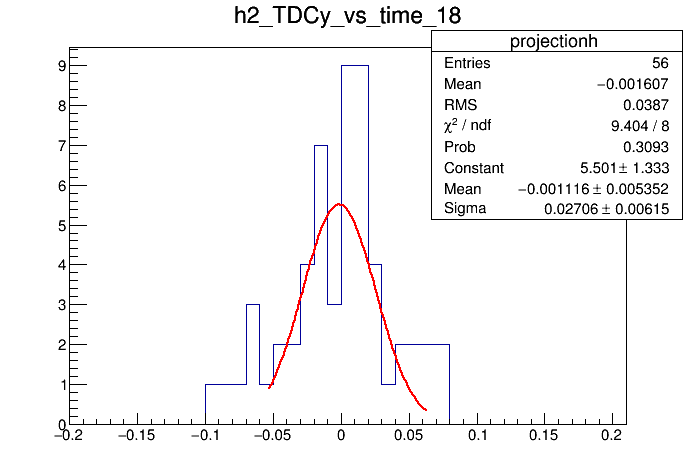 h2_TDCy_vs_time_18
projectionh
Entries 56
Mean −0.001607
RMS 0.0387
χ² / ndf 9.404 / 8
Prob 0.3093
Constant 5.501 ± 1.333
Mean −0.001116 ± 0.005352
Sigma 0.02706 ± 0.00615
9
8
7
6
5
4
3
2
1
0
−0.2 −0.15 −0.1 −0.05 0 0.05 0.1 0.15 0.2